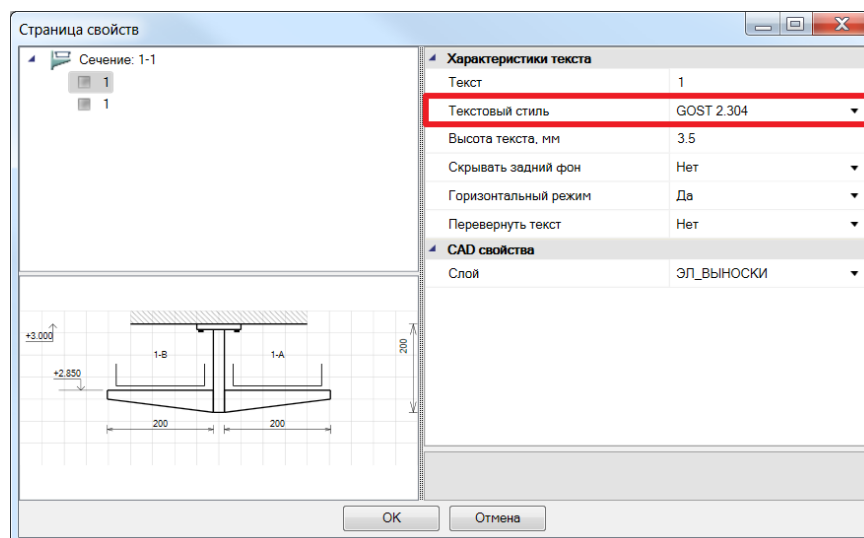 Страница свойств
Сечение: 1-1
1
1
Характеристики текста
Текст 1
Текстовый стиль GOST 2.304
Высота текста, мм 3.5
Скрывать задний фон Нет
Горизонтальный режим Да
Перевернуть текст Нет
CAD свойства
Слой ЭЛ_ВЫНОСКИ
+3.000
1-B 1-A
200
+2.850
200 200
OK Отмена